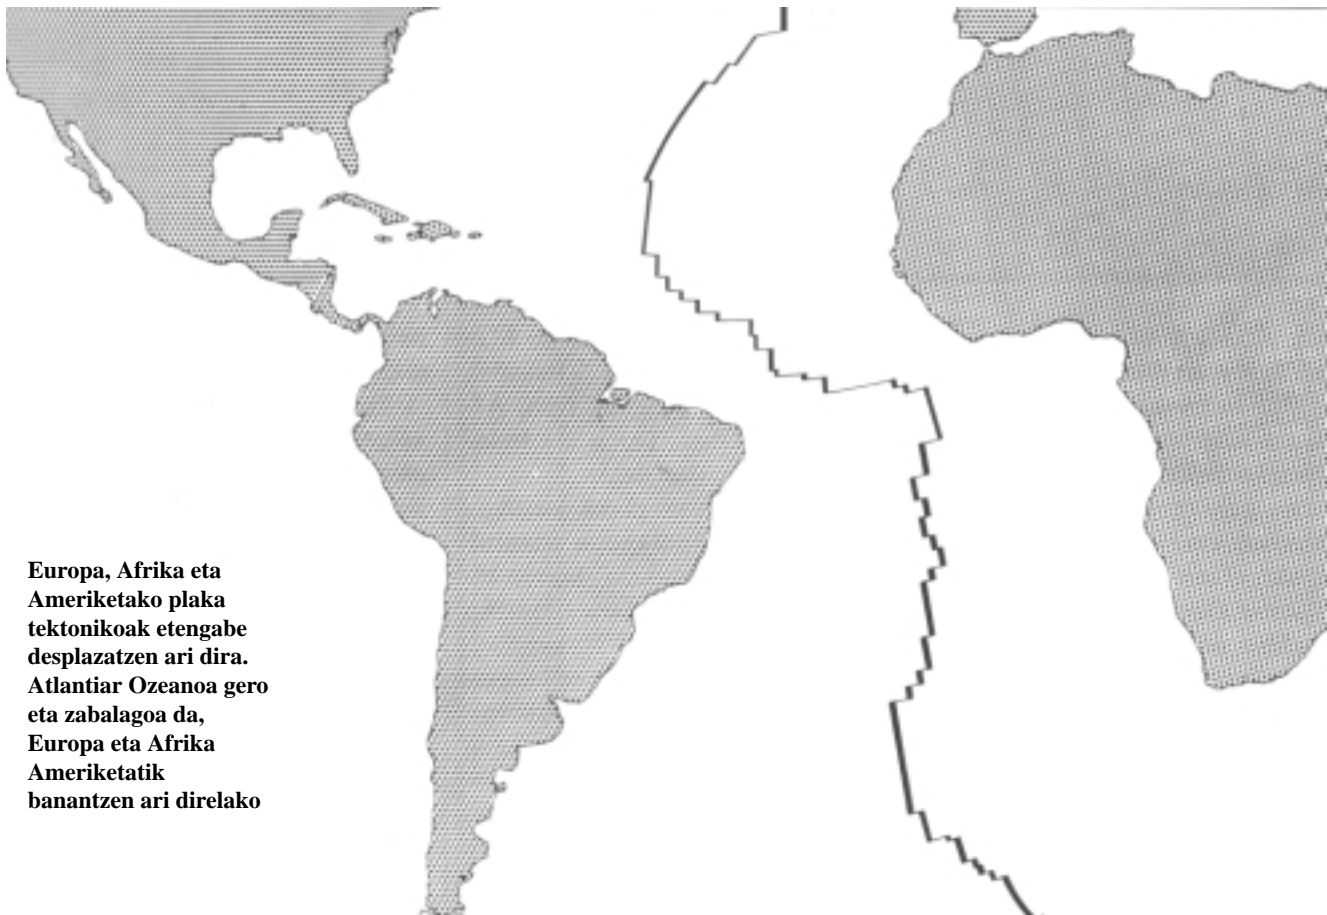 Europa, Afrika eta
Ameriketako plaka
tektonikoak etengabe
desplazatzen ari dira.
Atlantiar Ozeanoa gero
eta zabalagoa da,
Europa eta Afrika
Ameriketatik
banantzen ari direlako